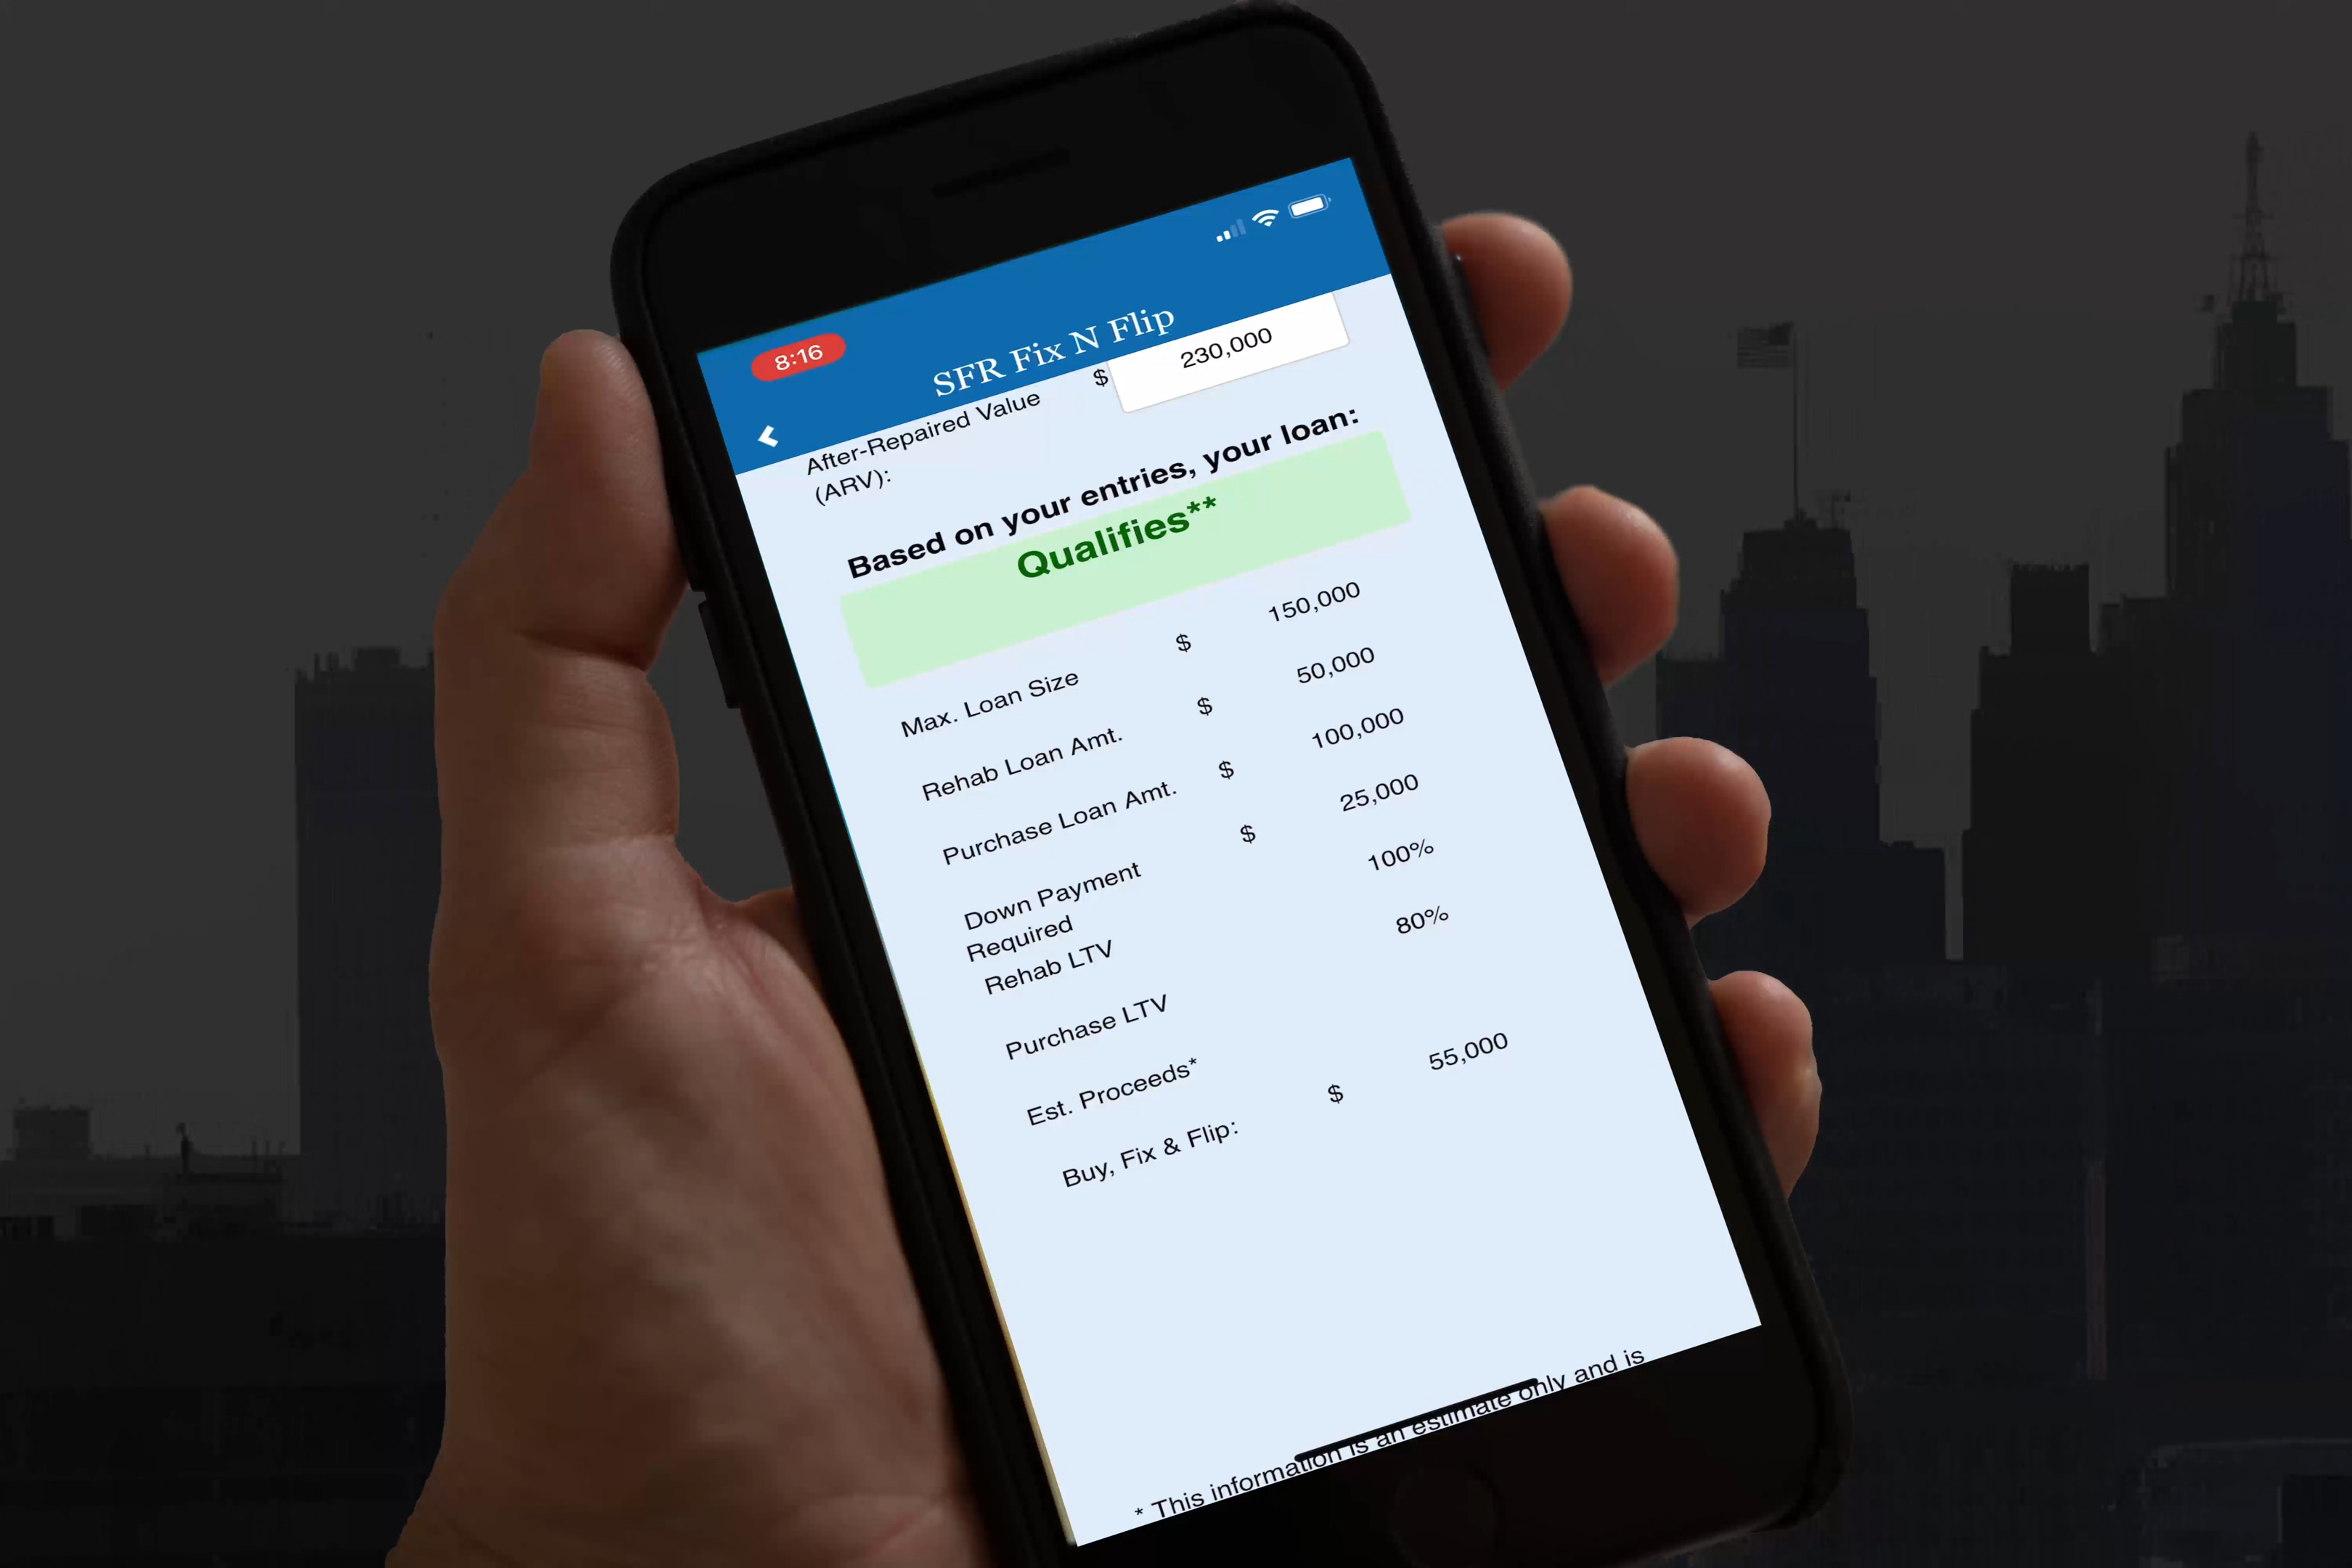 8:16
SFR Fix N Flip
After-Repaired Value $ 230,000
(ARV):
Based on your entries, your loan:
Qualifies**
Max. Loan Size $ 150,000
Rehab Loan Amt. $ 50,000
Purchase Loan Amt. $ 100,000
Down Payment $ 25,000
Required
Rehab LTV 100%
Purchase LTV 80%
Est. Proceeds*
Buy, Fix & Flip: $ 55,000
* This information is an estimate only and is